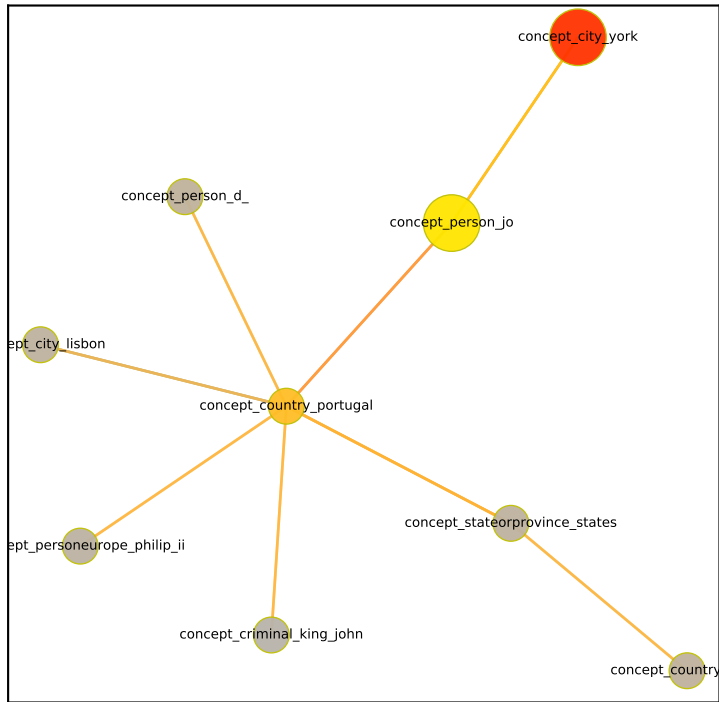 concept_city_york
concept_person_d_
concept_person_jo
ept_city_lisbon
concept_country_portugal
concept_stateorprovince_states
ept_personeurope_philip_ii
concept_criminal_king_john
concept_country